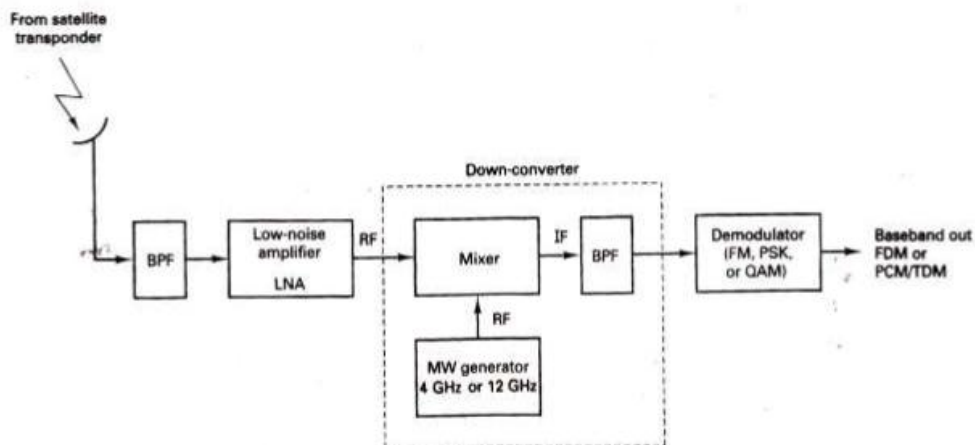 From satellite
transponder
Down-converter
BPF
Low-noise
amplifier
LNA
RF
Mixer
IF
BPF
Demodulator
(FM, PSK,
or QAM)
Baseband out
FDM or
PCM/TDM
RF
MW generator
4 GHz or 12 GHz